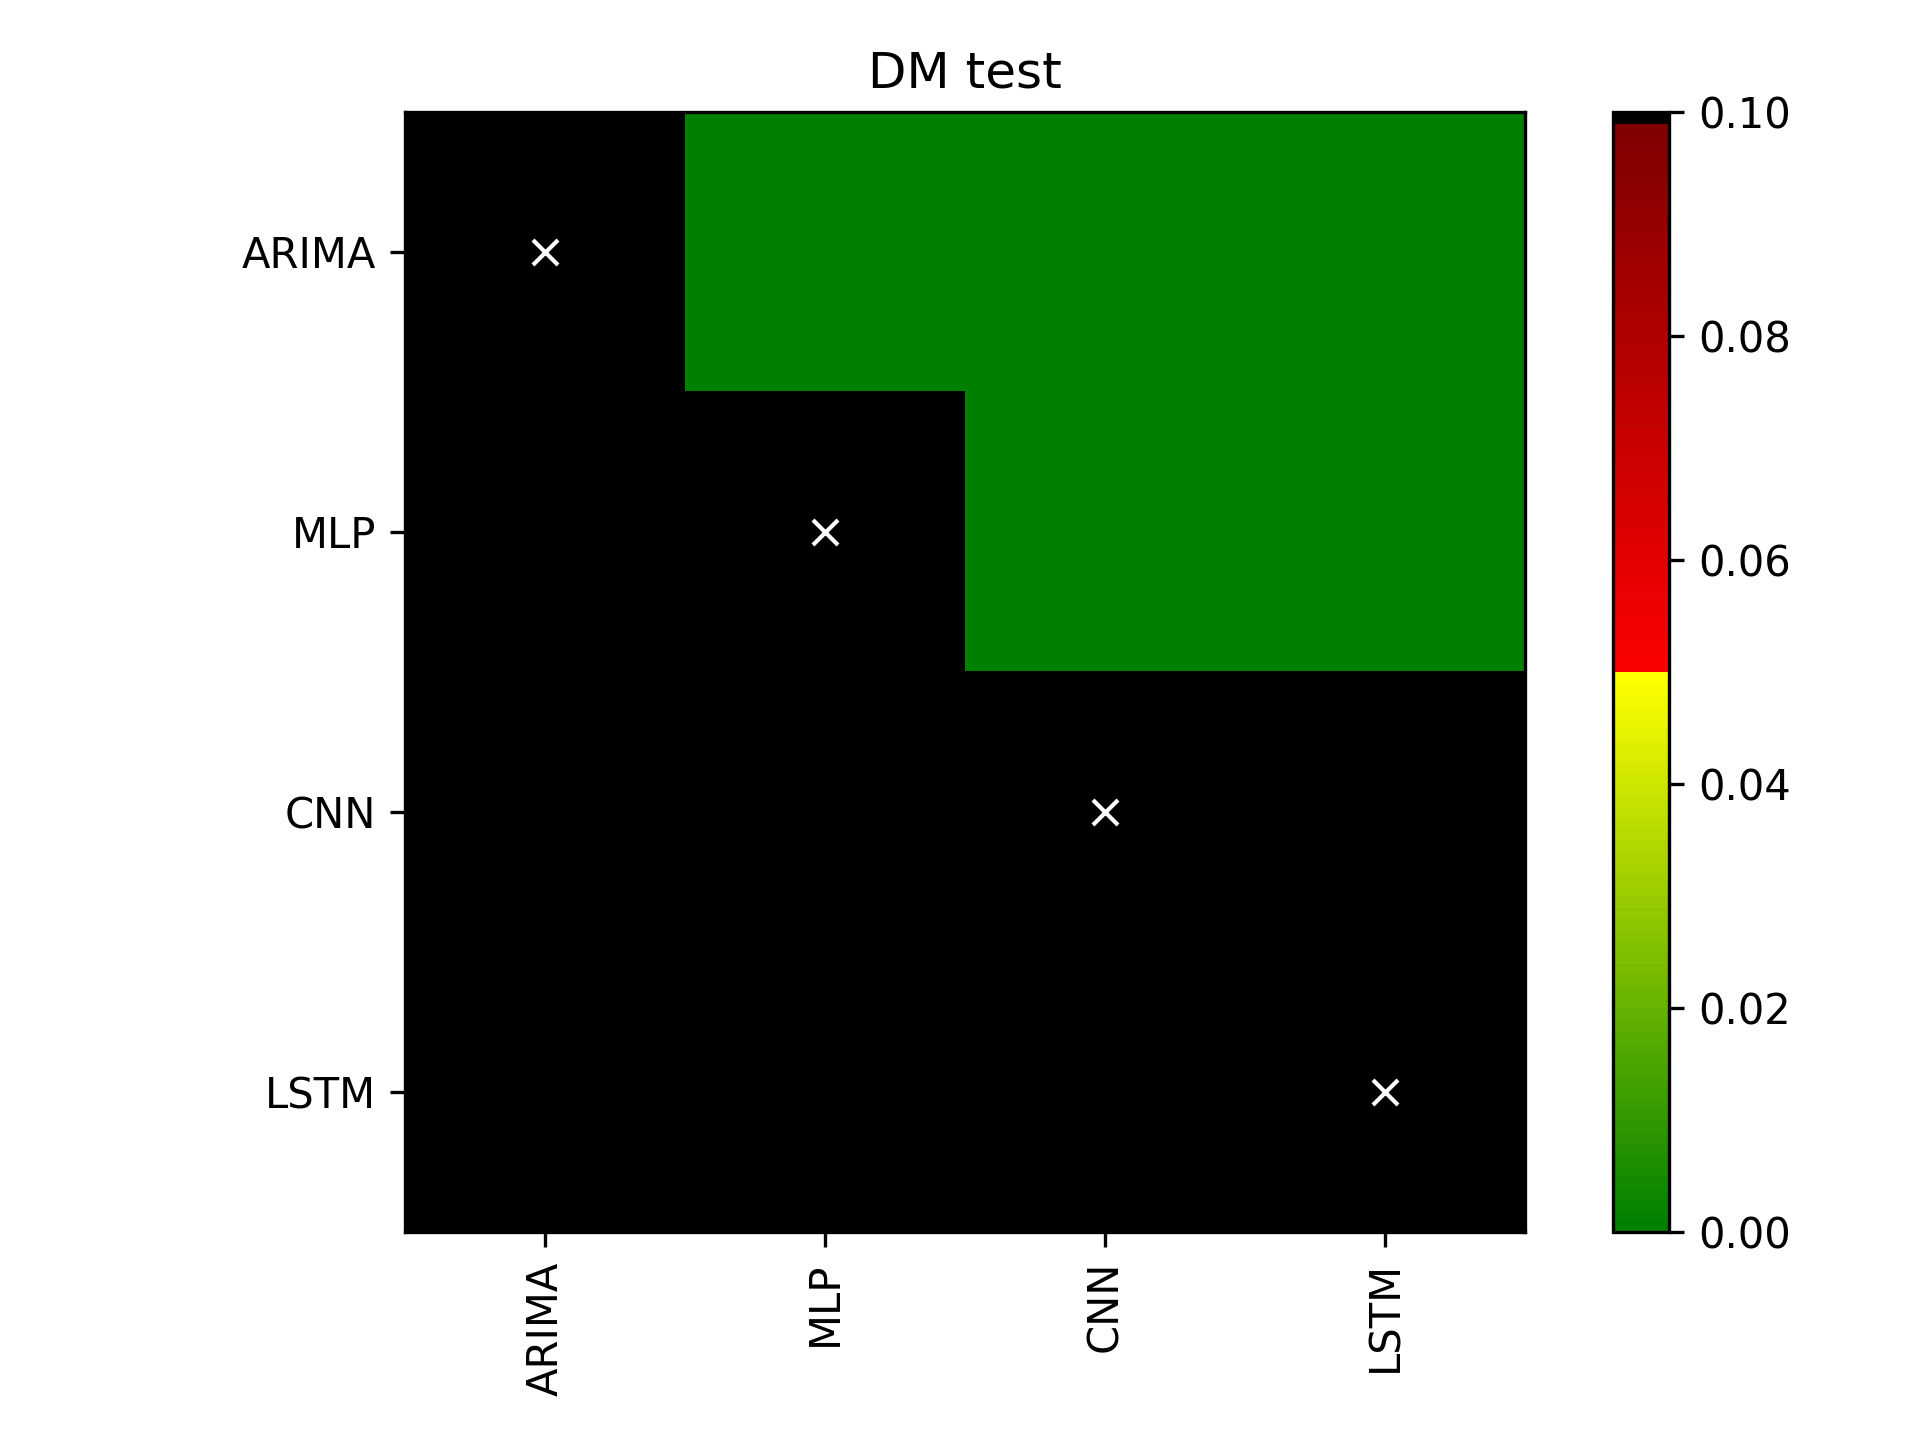 DM test
ARIMA
MLP
CNN
LSTM
ARIMA
MLP
CNN
LSTM
0.10
0.08
0.06
0.04
0.02
0.00